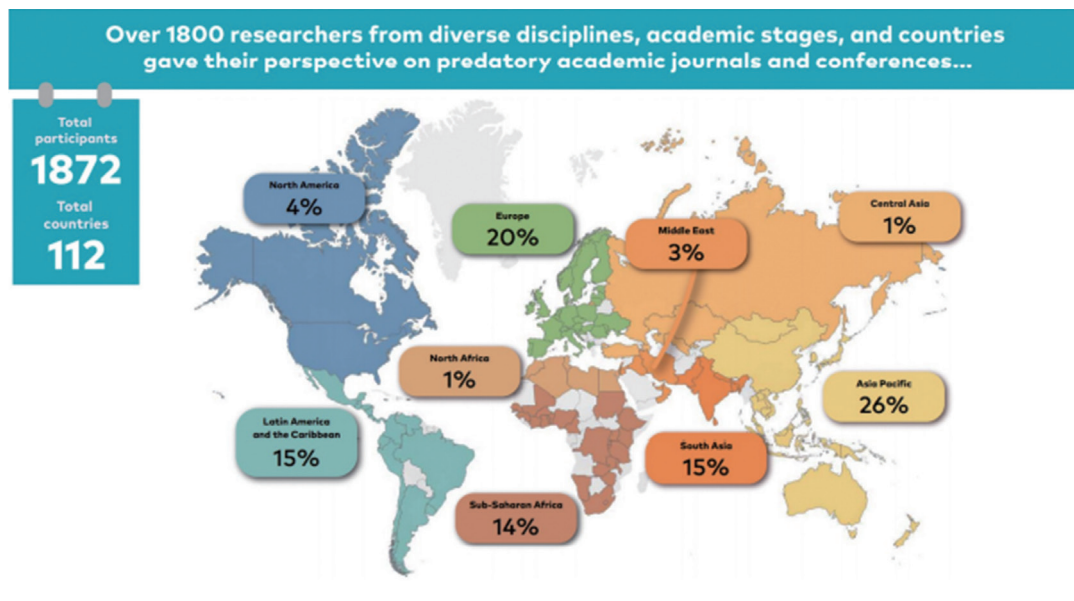 Over 1800 researchers from diverse disciplines, academic stages, and countries
gave their perspective on predatory academic journals and conferences...
Total
participants
1872
Total
countries
112
North America
4%
Europe
20%
Middle East
3%
Central Asia
1%
North Africa
1%
Asia Pacific
26%
Latin America
and the Caribbean
15%
South Asia
15%
Sub-Saharan Africa
14%